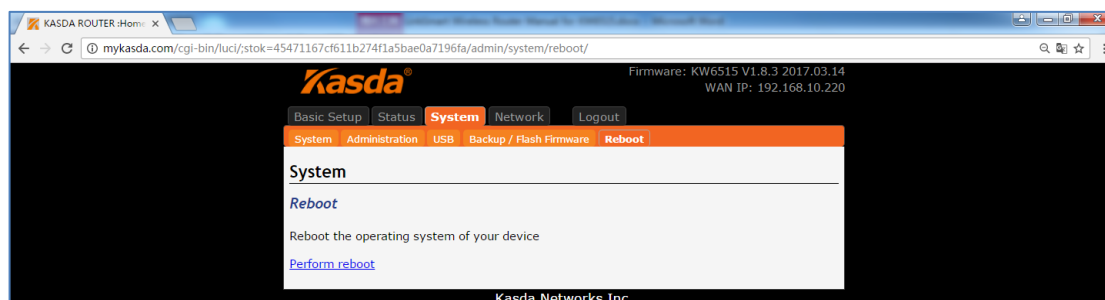 KASDA ROUTER :Home
mykasda.com/cgi-bin/luci/;stok=45471167cf611b274f1a5bae0a7196fa/admin/system/reboot/
Kasda®
Firmware: KW6515 V1.8.3 2017.03.14
WAN IP: 192.168.10.220
Basic Setup Status System Network Logout
System Administration USB Backup / Flash Firmware Reboot
System
Reboot
Reboot the operating system of your device
Perform reboot
Kasda Networks Inc